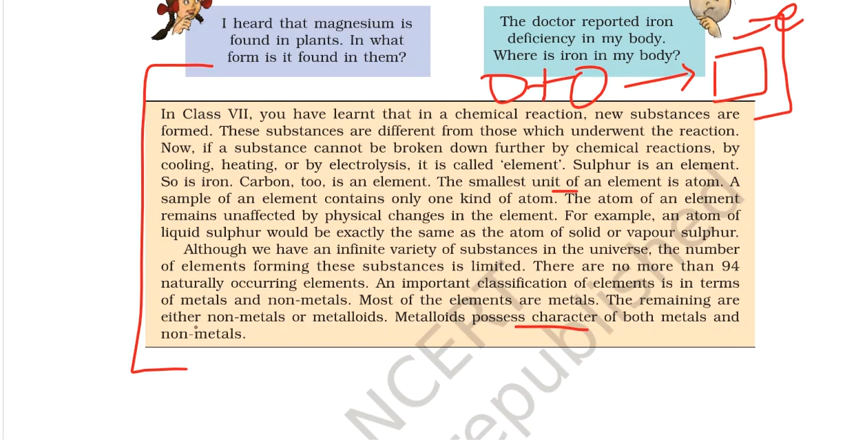 I heard that magnesium is
found in plants. In what
form is it found in them?
The doctor reported iron
deficiency in my body.
Where is iron in my body?
In Class VII, you have learnt that in a chemical reaction, new substances are
formed. These substances are different from those which underwent the reaction.
Now, if a substance cannot be broken down further by chemical reactions, by
cooling, heating, or by electrolysis, it is called ‘element’. Sulphur is an element.
So is iron. Carbon, too, is an element. The smallest unit of an element is atom. A
sample of an element contains only one kind of atom. The atom of an element
remains unaffected by physical changes in the element. For example, an atom of
liquid sulphur would be exactly the same as the atom of solid or vapour sulphur.
Although we have an infinite variety of substances in the universe, the number
of elements forming these substances is limited. There are no more than 94
naturally occurring elements. An important classification of elements is in terms
of metals and non-metals. Most of the elements are metals. The remaining are
either non-metals or metalloids. Metalloids possess character of both metals and
non-metals.
NCERT
republished